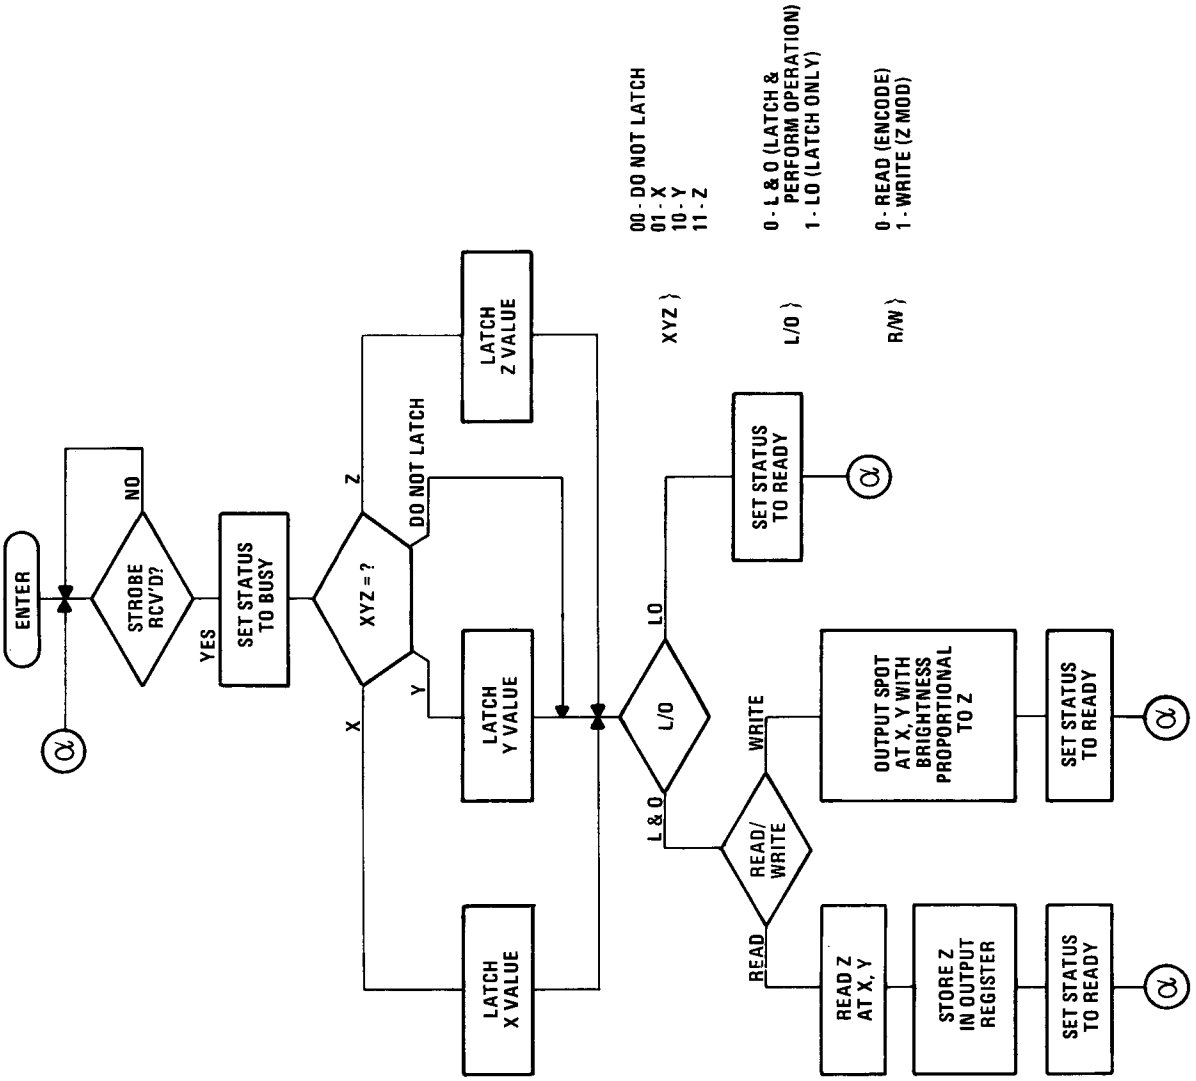 ENTER
α
STROBE
RCV'D?
NO
YES
SET STATUS
TO BUSY
XYZ = ?
X
Y
DO NOT LATCH
Z
LATCH
X VALUE
LATCH
Y VALUE
LATCH
Z VALUE
L/O
L & O
LO
READ/
WRITE
READ
WRITE
SET STATUS
TO READY
α
READ Z
AT X, Y
STORE Z
IN OUTPUT
REGISTER
SET STATUS
TO READY
α
OUTPUT SPOT
AT X, Y WITH
BRIGHTNESS
PROPORTIONAL
TO Z
SET STATUS
TO READY
α
XYZ }
00 - DO NOT LATCH
01 - X
10 - Y
11 - Z
L/O }
0 - L & O (LATCH &
PERFORM OPERATION)
1 - LO (LATCH ONLY)
R/W }
0 - READ (ENCODE)
1 - WRITE (Z MOD)